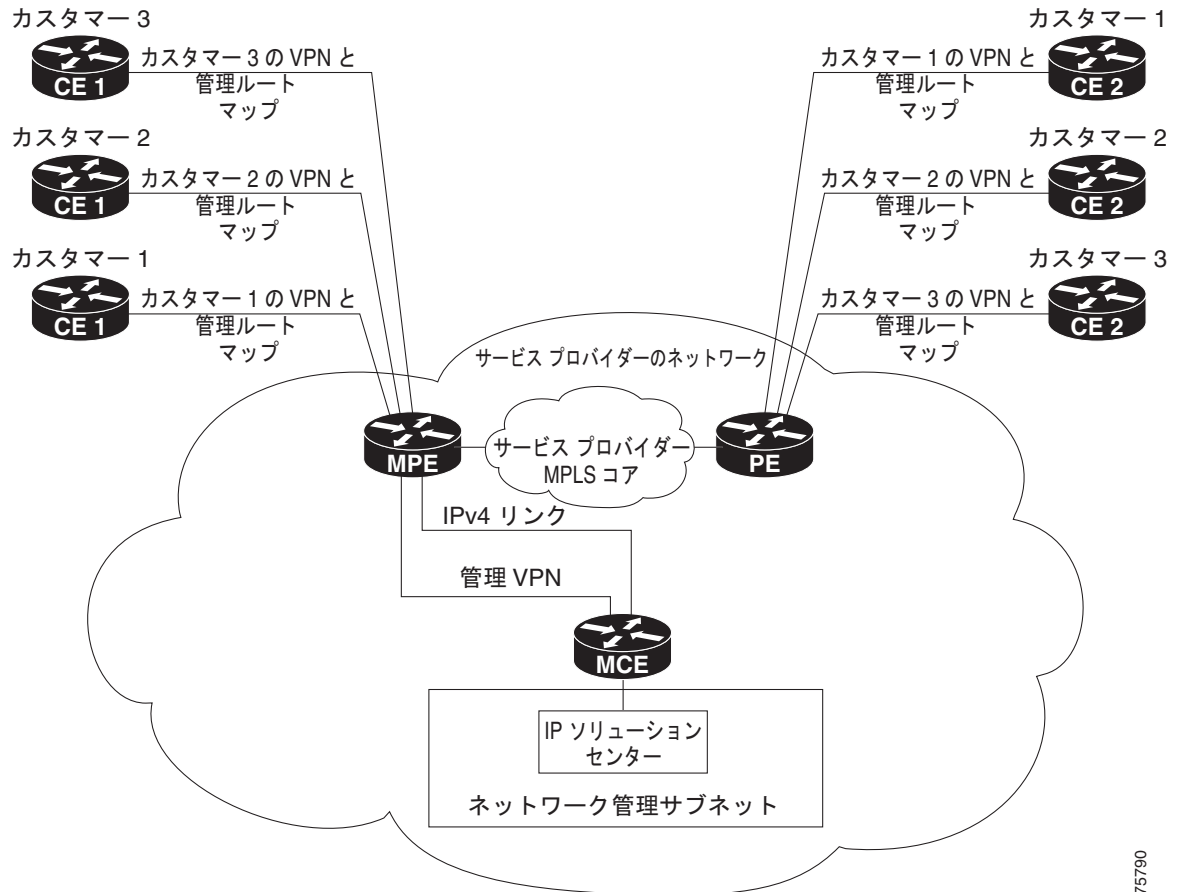 カスタマー 3
CE 1
カスタマー 3 の VPN と
管理ルート
マップ
カスタマー 2
CE 1
カスタマー 2 の VPN と
管理ルート
マップ
カスタマー 1
CE 1
カスタマー 1 の VPN と
管理ルート
マップ
カスタマー 1
CE 2
カスタマー 1 の VPN と
管理ルート
マップ
カスタマー 2
CE 2
カスタマー 2 の VPN と
管理ルート
マップ
カスタマー 3
CE 2
カスタマー 3 の VPN と
管理ルート
マップ
サービス プロバイダーのネットワーク
MPE
サービス プロバイダー
MPLS コア
PE
IPv4 リンク
管理 VPN
MCE
IP ソリューション
センター
ネットワーク管理サブネット
75790